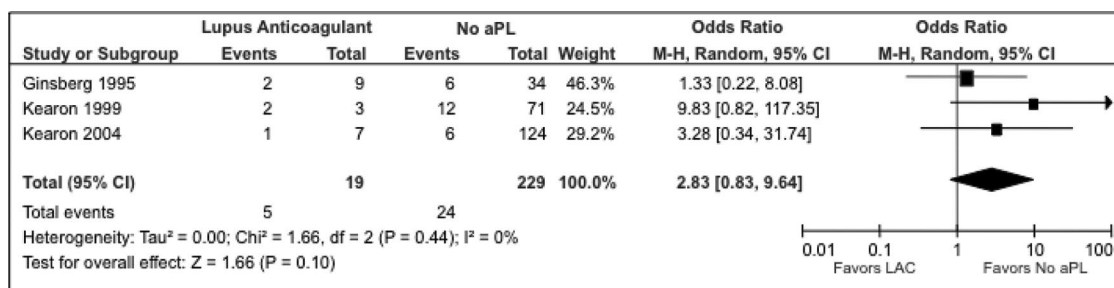 Lupus Anticoagulant No aPL Odds Ratio Odds Ratio
Study or Subgroup Events Total Events Total Weight M-H, Random, 95% CI M-H, Random, 95% CI
Ginsberg 1995 2 9 6 34 46.3% 1.33 [0.22, 8.08]
Kearon 1999 2 3 12 71 24.5% 9.83 [0.82, 117.35]
Kearon 2004 1 7 6 124 29.2% 3.28 [0.34, 31.74]
Total (95% CI) 19 229 100.0% 2.83 [0.83, 9.64]
Total events 5 24
Heterogeneity: Tau² = 0.00; Chi² = 1.66, df = 2 (P = 0.44); I² = 0%
Test for overall effect: Z = 1.66 (P = 0.10)
0.01 0.1 1 10 100
Favors LAC Favors No aPL